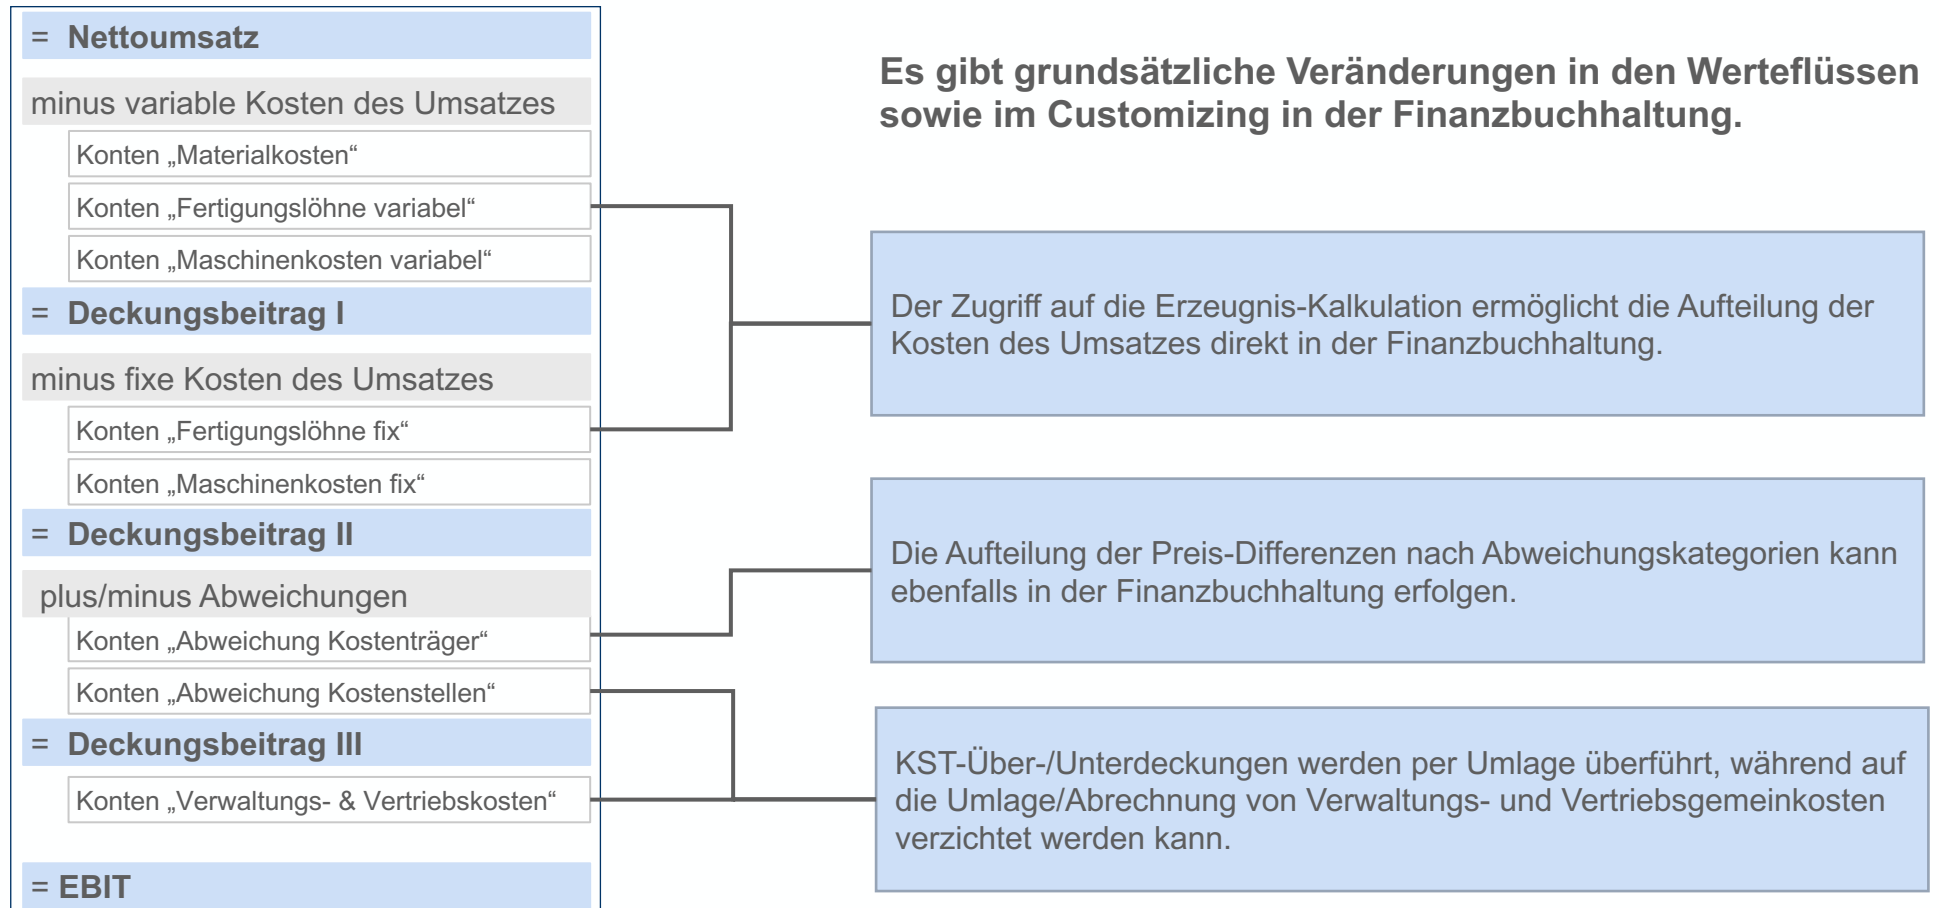 = Nettoumsatz
minus variable Kosten des Umsatzes
Konten „Materialkosten“
Konten „Fertigungslöhne variabel“
Konten „Maschinenkosten variabel“
= Deckungsbeitrag I
minus fixe Kosten des Umsatzes
Konten „Fertigungslöhne fix“
Konten „Maschinenkosten fix“
= Deckungsbeitrag II
plus/minus Abweichungen
Konten „Abweichung Kostenträger“
Konten „Abweichung Kostenstellen“
= Deckungsbeitrag III
Konten „Verwaltungs- & Vertriebskosten“
= EBIT
Es gibt grundsätzliche Veränderungen in den Werteflüssen
sowie im Customizing in der Finanzbuchhaltung.
Der Zugriff auf die Erzeugnis-Kalkulation ermöglicht die Aufteilung der
Kosten des Umsatzes direkt in der Finanzbuchhaltung.
Die Aufteilung der Preis-Differenzen nach Abweichungskategorien kann
ebenfalls in der Finanzbuchhaltung erfolgen.
KST-Über-/Unterdeckungen werden per Umlage überführt, während auf
die Umlage/Abrechnung von Verwaltungs- und Vertriebsgemeinkosten
verzichtet werden kann.